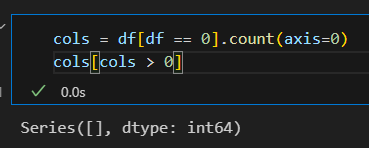 cols = df[df == 0].count(axis=0)
cols[cols > 0]
0.0s
Series([], dtype: int64)